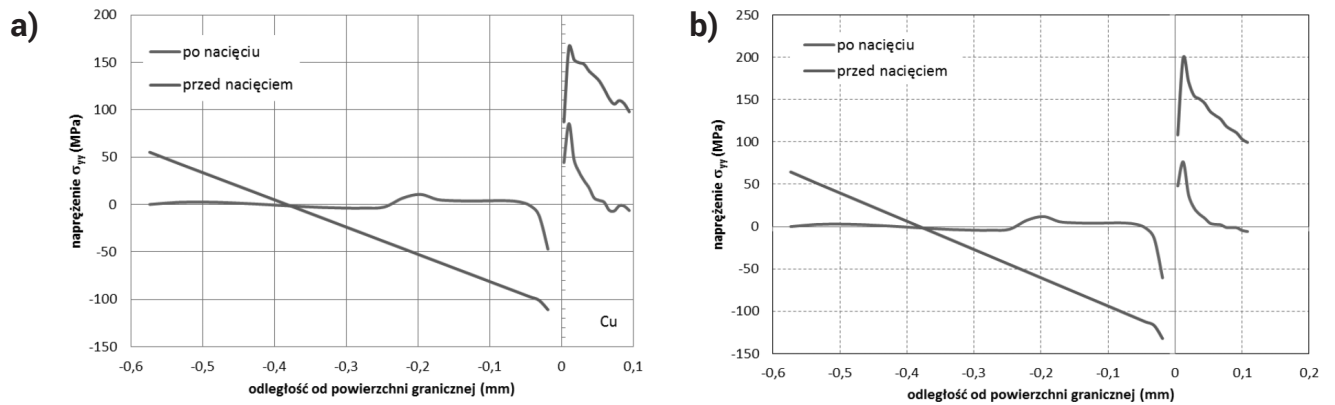 a)
200
150
100
50
0
-50
-100
-150
naprężenie σyy (MPa)
po nacięciu
przed nacięciem
Cu
-0,6 -0,5 -0,4 -0,3 -0,2 -0,1 0 0,1
odległość od powierzchni granicznej (mm)
b)
250
200
150
100
50
0
-50
-100
-150
naprężenie σyy (MPa)
po nacięciu
przed nacięciem
-0,6 -0,5 -0,4 -0,3 -0,2 -0,1 0 0,1 0,2
odległość od powierzchni granicznej (mm)